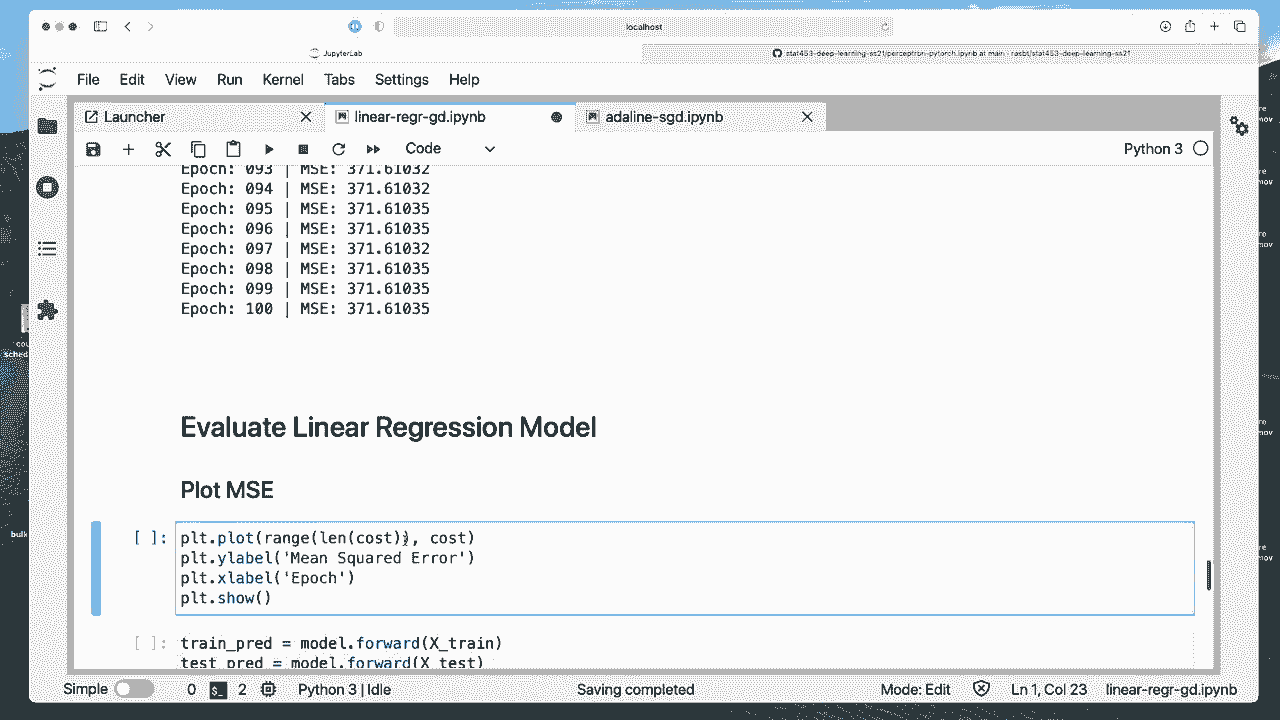 localhost
JupyterLab
stat453-deep-learning-ss21/perceptron-pytorch.ipynb at main · rasbt/stat453-deep-learning-ss21
File Edit View Run Kernel Tabs Settings Help
Launcher
linear-regr-gd.ipynb
adaline-sgd.ipynb
Code
Python 3
Epoch: 093 | MSE: 371.61032
Epoch: 094 | MSE: 371.61032
Epoch: 095 | MSE: 371.61035
Epoch: 096 | MSE: 371.61035
Epoch: 097 | MSE: 371.61032
Epoch: 098 | MSE: 371.61035
Epoch: 099 | MSE: 371.61035
Epoch: 100 | MSE: 371.61035
Evaluate Linear Regression Model
Plot MSE
[ ]: plt.plot(range(len(cost)), cost)
plt.ylabel('Mean Squared Error')
plt.xlabel('Epoch')
plt.show()
[ ]: train_pred = model.forward(X_train)
test_pred = model.forward(X_test)
Simple 0 2 Python 3 | Idle Saving completed Mode: Edit Ln 1, Col 23 linear-regr-gd.ipynb